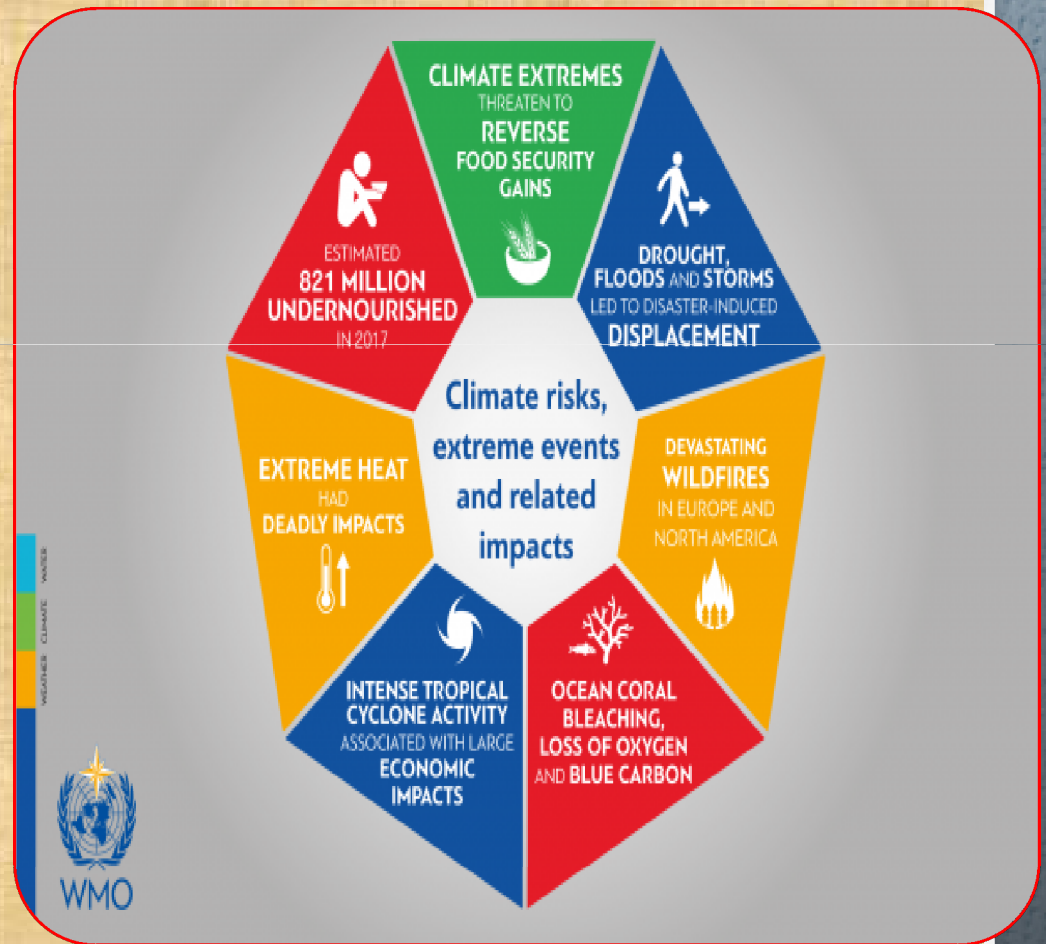 CLIMATE EXTREMES
THREATEN TO
REVERSE
FOOD SECURITY
GAINS
DROUGHT,
FLOODS AND STORMS
LED TO DISASTER-INDUCED
DISPLACEMENT
DEVASTATING
WILDFIRES
IN EUROPE AND
NORTH AMERICA
OCEAN CORAL
BLEACHING,
LOSS OF OXYGEN
AND BLUE CARBON
INTENSE TROPICAL
CYCLONE ACTIVITY
ASSOCIATED WITH LARGE
ECONOMIC
IMPACTS
EXTREME HEAT
HAD
DEADLY IMPACTS
ESTIMATED
821 MILLION
UNDERNOURISHED
IN 2017
Climate risks,
extreme events
and related
impacts
WEATHER CLIMATE WATER
WMO